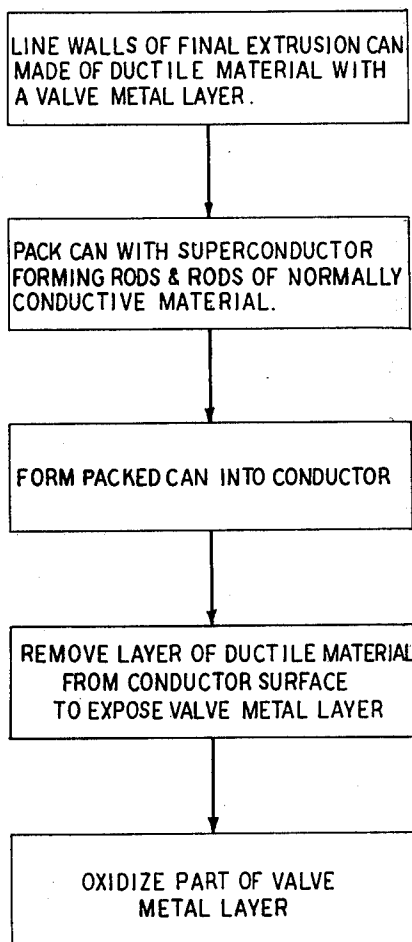 LINE WALLS OF FINAL EXTRUSION CAN
MADE OF DUCTILE MATERIAL WITH
A VALVE METAL LAYER.
PACK CAN WITH SUPERCONDUCTOR
FORMING RODS & RODS OF NORMALLY
CONDUCTIVE MATERIAL.
FORM PACKED CAN INTO CONDUCTOR
REMOVE LAYER OF DUCTILE MATERIAL
FROM CONDUCTOR SURFACE
TO EXPOSE VALVE METAL LAYER
OXIDIZE PART OF VALVE
METAL LAYER